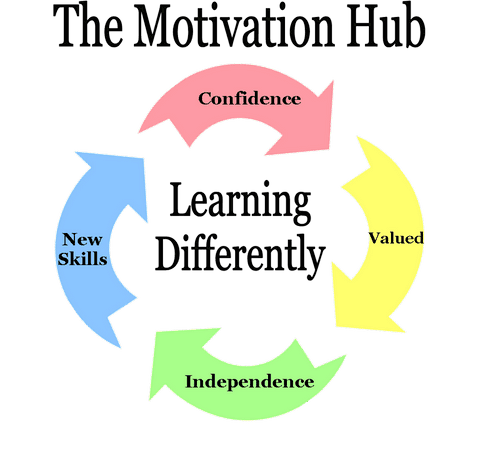 The Motivation Hub
Confidence
Learning
Differently
Valued
New
Skills
Independence